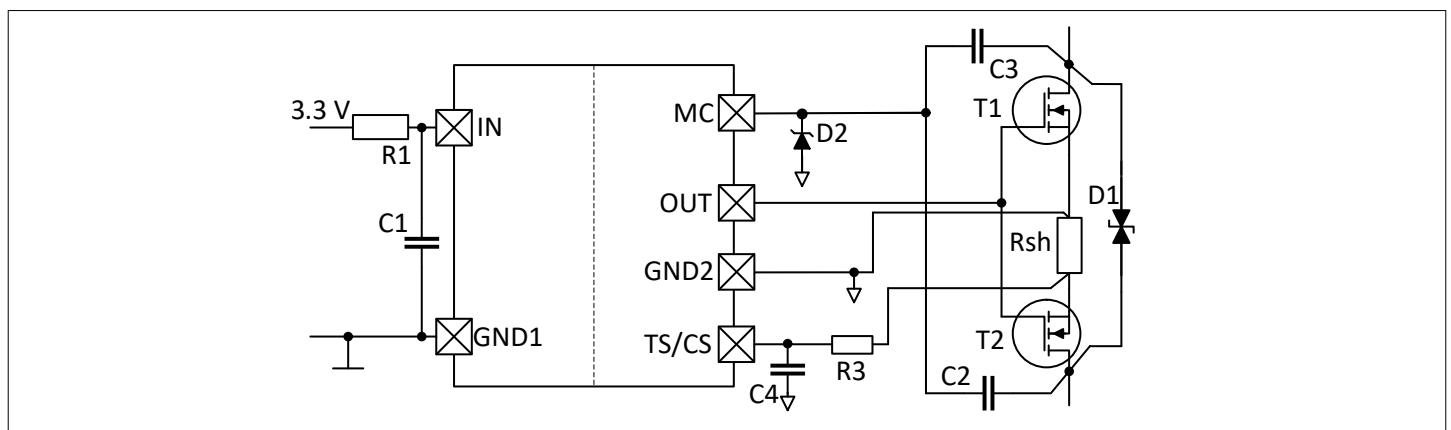 3.3 V
R1
C1
IN
GND1
MC
OUT
GND2
TS/CS
D2
C4
R3
C3
T1
D1
Rsh
T2
C2